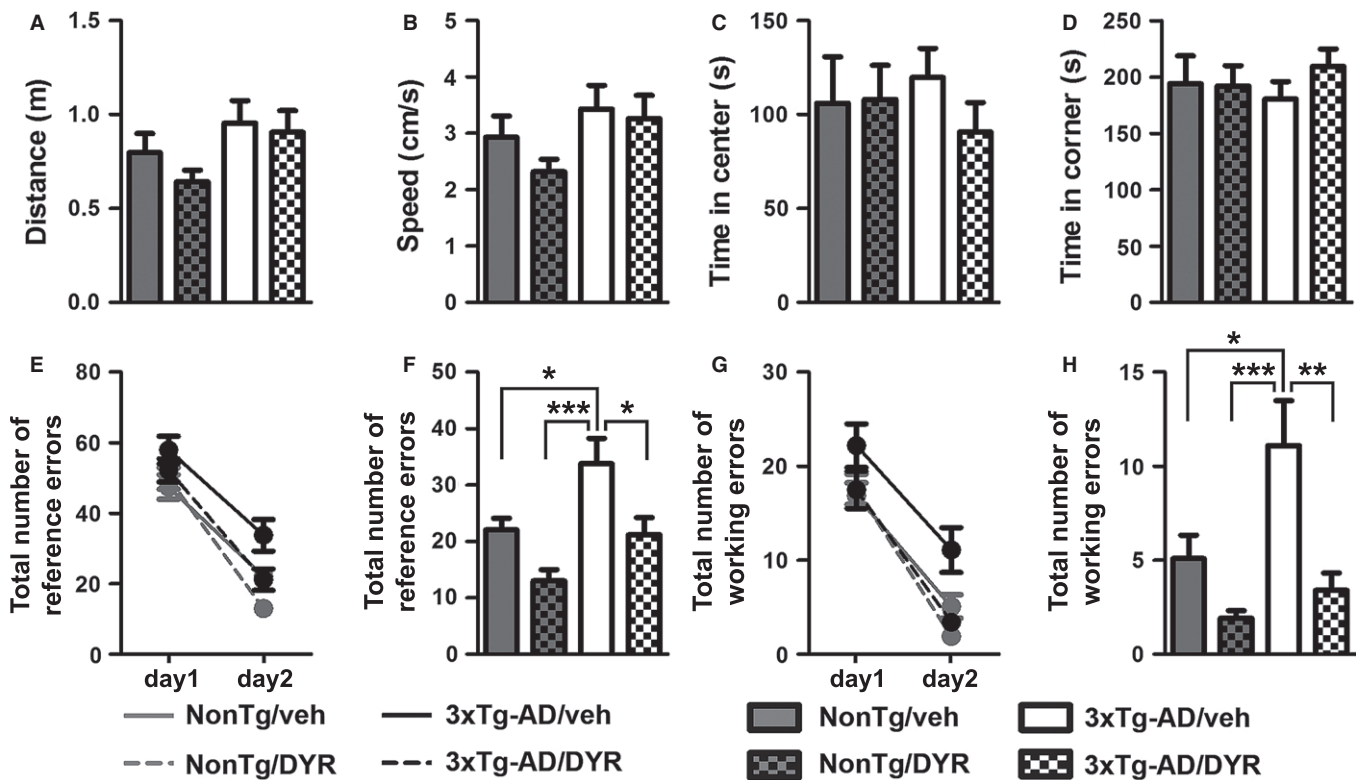 A
Distance (m)
1.5
1.0
0.5
0.0
B
Speed (cm/s)
5
4
3
2
1
0
C
Time in center (s)
150
100
50
0
D
Time in corner (s)
250
200
150
100
50
0
E
Total number of
reference errors
80
60
40
20
0
day1 day2
F
Total number of
reference errors
50
40
30
20
10
0
*
*** *
G
Total number of
working errors
30
20
10
0
day1 day2
H
Total number of
working errors
15
10
5
0
*
*** **
NonTg/veh
3xTg-AD/veh
NonTg/DYR
3xTg-AD/DYR
NonTg/veh
3xTg-AD/veh
NonTg/DYR
3xTg-AD/DYR